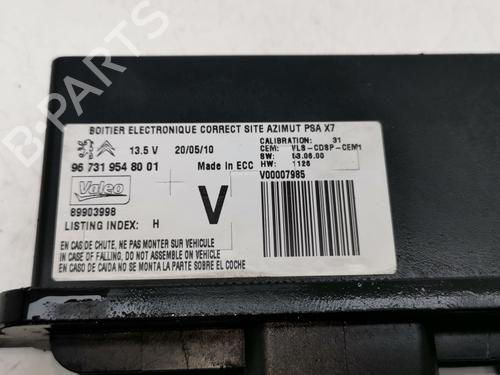 BOITIER ELECTRONIQUE CORRECT SITE AZIMUT PSA X7
13.5 V 20/05/10
CALIBRATION: 31
CEM: VLS-CDSP-CEM1
SW: 53.06.00
HW: 1126
96 731 954 80 01
Made in ECC
V00007985
Valeo
89903998
V
LISTING INDEX: H
EN CAS DE CHUTE, NE PAS MONTER SUR VEHICULE
IN CASE OF FALLING, DO NOT ASSEMBLE ON VEHICLE
EN CASO DE CAIDA NO SE MONTA LA PARTE SOBRE EL COCHE
B-Parts